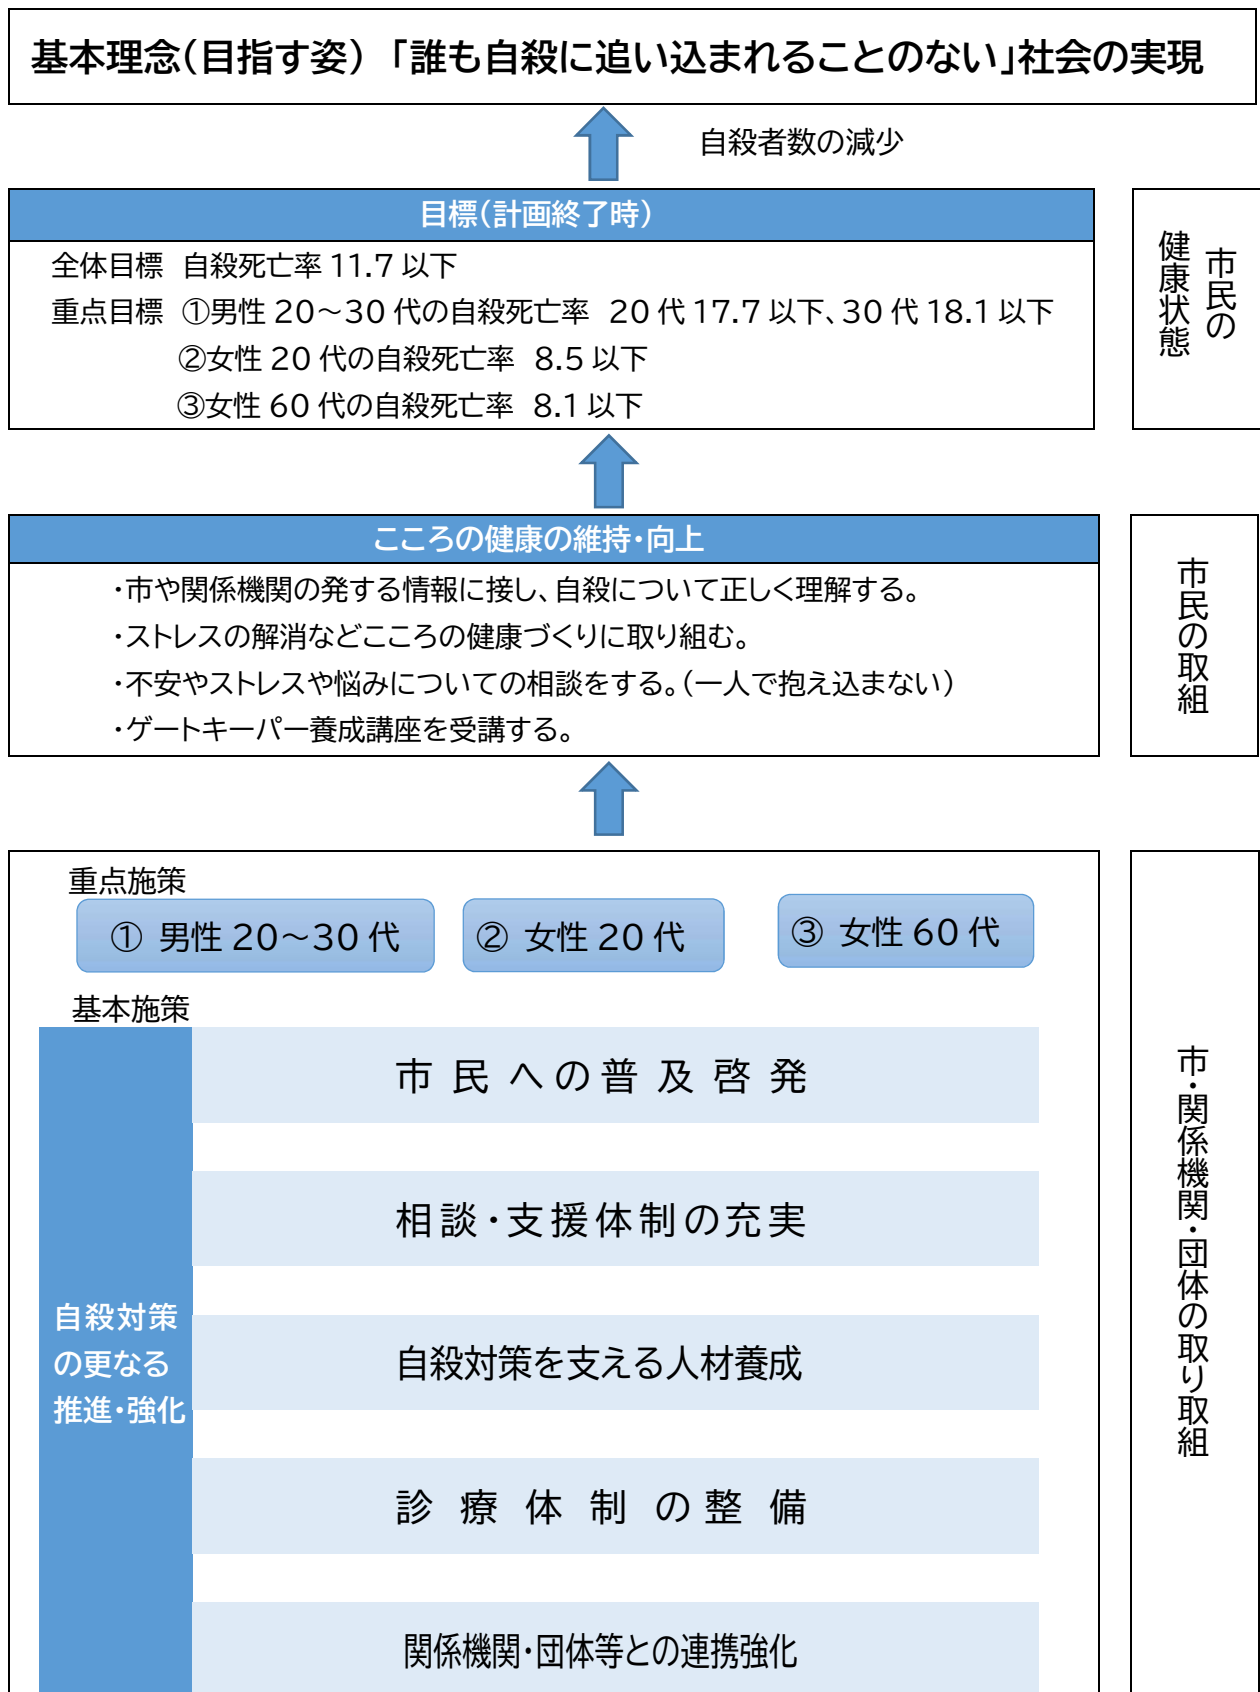 基本理念(目指す姿)「誰も自殺に追い込まれることのない」社会の実現
自殺者数の減少
目標(計画終了時)
全体目標 自殺死亡率 11.7 以下
重点目標 ①男性 20～30 代の自殺死亡率 20 代 17.7 以下、30 代 18.1 以下
②女性 20 代の自殺死亡率 8.5 以下
③女性 60 代の自殺死亡率 8.1 以下
市民の
健康状態
こころの健康の維持・向上
・市や関係機関の発する情報に接し、自殺について正しく理解する。
・ストレスの解消などこころの健康づくりに取り組む。
・不安やストレスや悩みについての相談をする。(一人で抱え込まない)
・ゲートキーパー養成講座を受講する。
市民の取組
重点施策
① 男性 20～30 代
② 女性 20 代
③ 女性 60 代
基本施策
自殺対策
の更なる
推進・強化
市民への普及啓発
相談・支援体制の充実
自殺対策を支える人材養成
診療体制の整備
関係機関・団体等との連携強化
市・関係機関・団体の取り取組